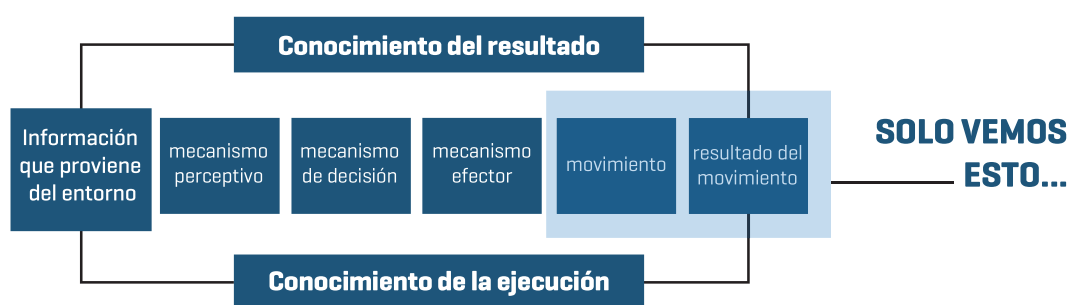 Conocimiento del resultado
Información
que proviene
del entorno
mecanismo
perceptivo
mecanismo
de decisión
mecanismo
efector
movimiento
resultado del
movimiento
SOLO VEMOS
ESTO...
Conocimiento de la ejecución